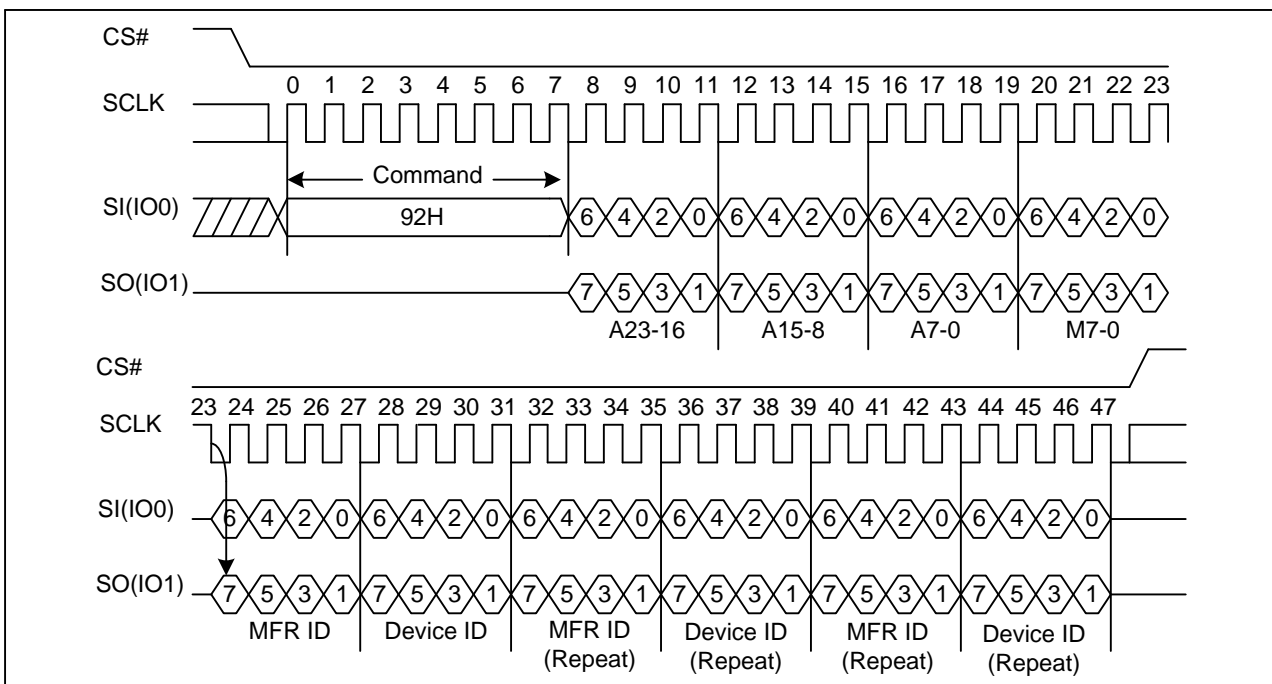 CS#
0 1 2 3 4 5 6 7 8 9 10 11 12 13 14 15 16 17 18 19 20 21 22 23
SCLK
Command
SI(IO0) 92H 6 4 2 0 6 4 2 0 6 4 2 0 6 4 2 0
SO(IO1) 7 5 3 1 7 5 3 1 7 5 3 1 7 5 3 1
A23-16 A15-8 A7-0 M7-0
CS#
23 24 25 26 27 28 29 30 31 32 33 34 35 36 37 38 39 40 41 42 43 44 45 46 47
SCLK
SI(IO0) 6 4 2 0 6 4 2 0 6 4 2 0 6 4 2 0 6 4 2 0 6 4 2 0
SO(IO1) 7 5 3 1 7 5 3 1 7 5 3 1 7 5 3 1 7 5 3 1 7 5 3 1
MFR ID Device ID MFR ID Device ID MFR ID Device ID
(Repeat) (Repeat) (Repeat) (Repeat)